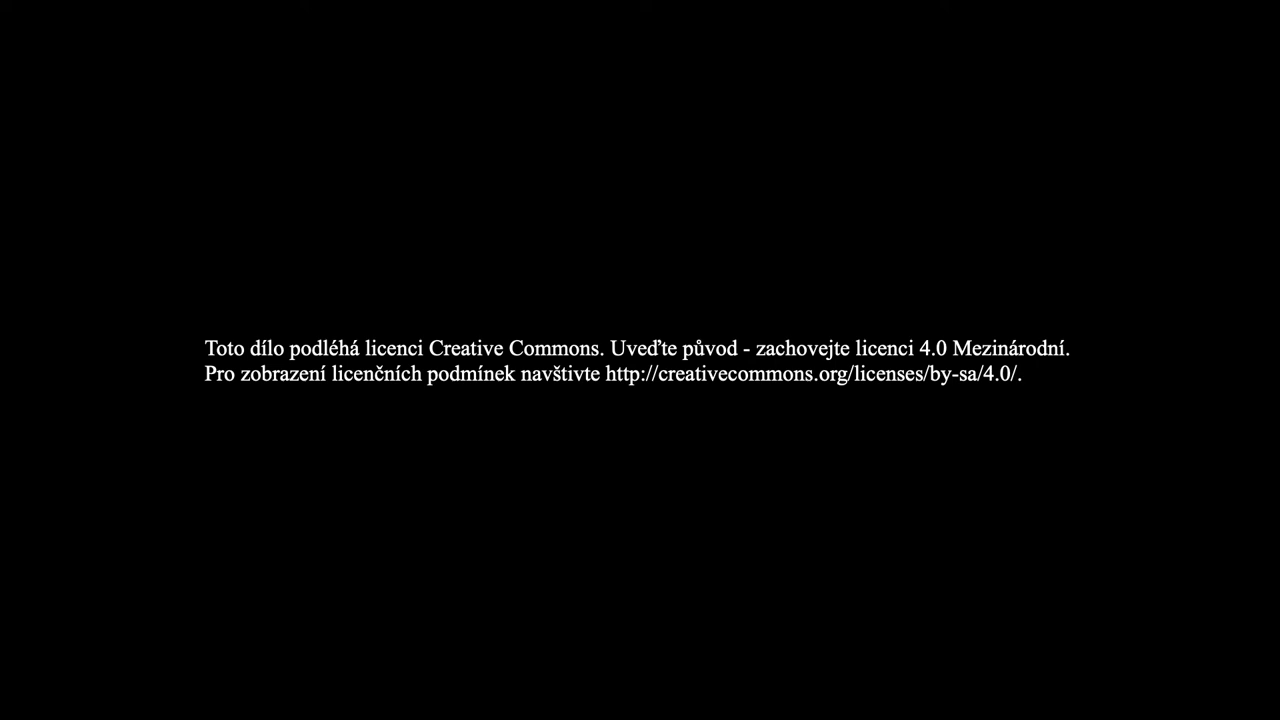 Toto dílo podléhá licenci Creative Commons. Uveďte původ - zachovejte licenci 4.0 Mezinárodní.
Pro zobrazení licenčních podmínek navštivte http://creativecommons.org/licenses/by-sa/4.0/.